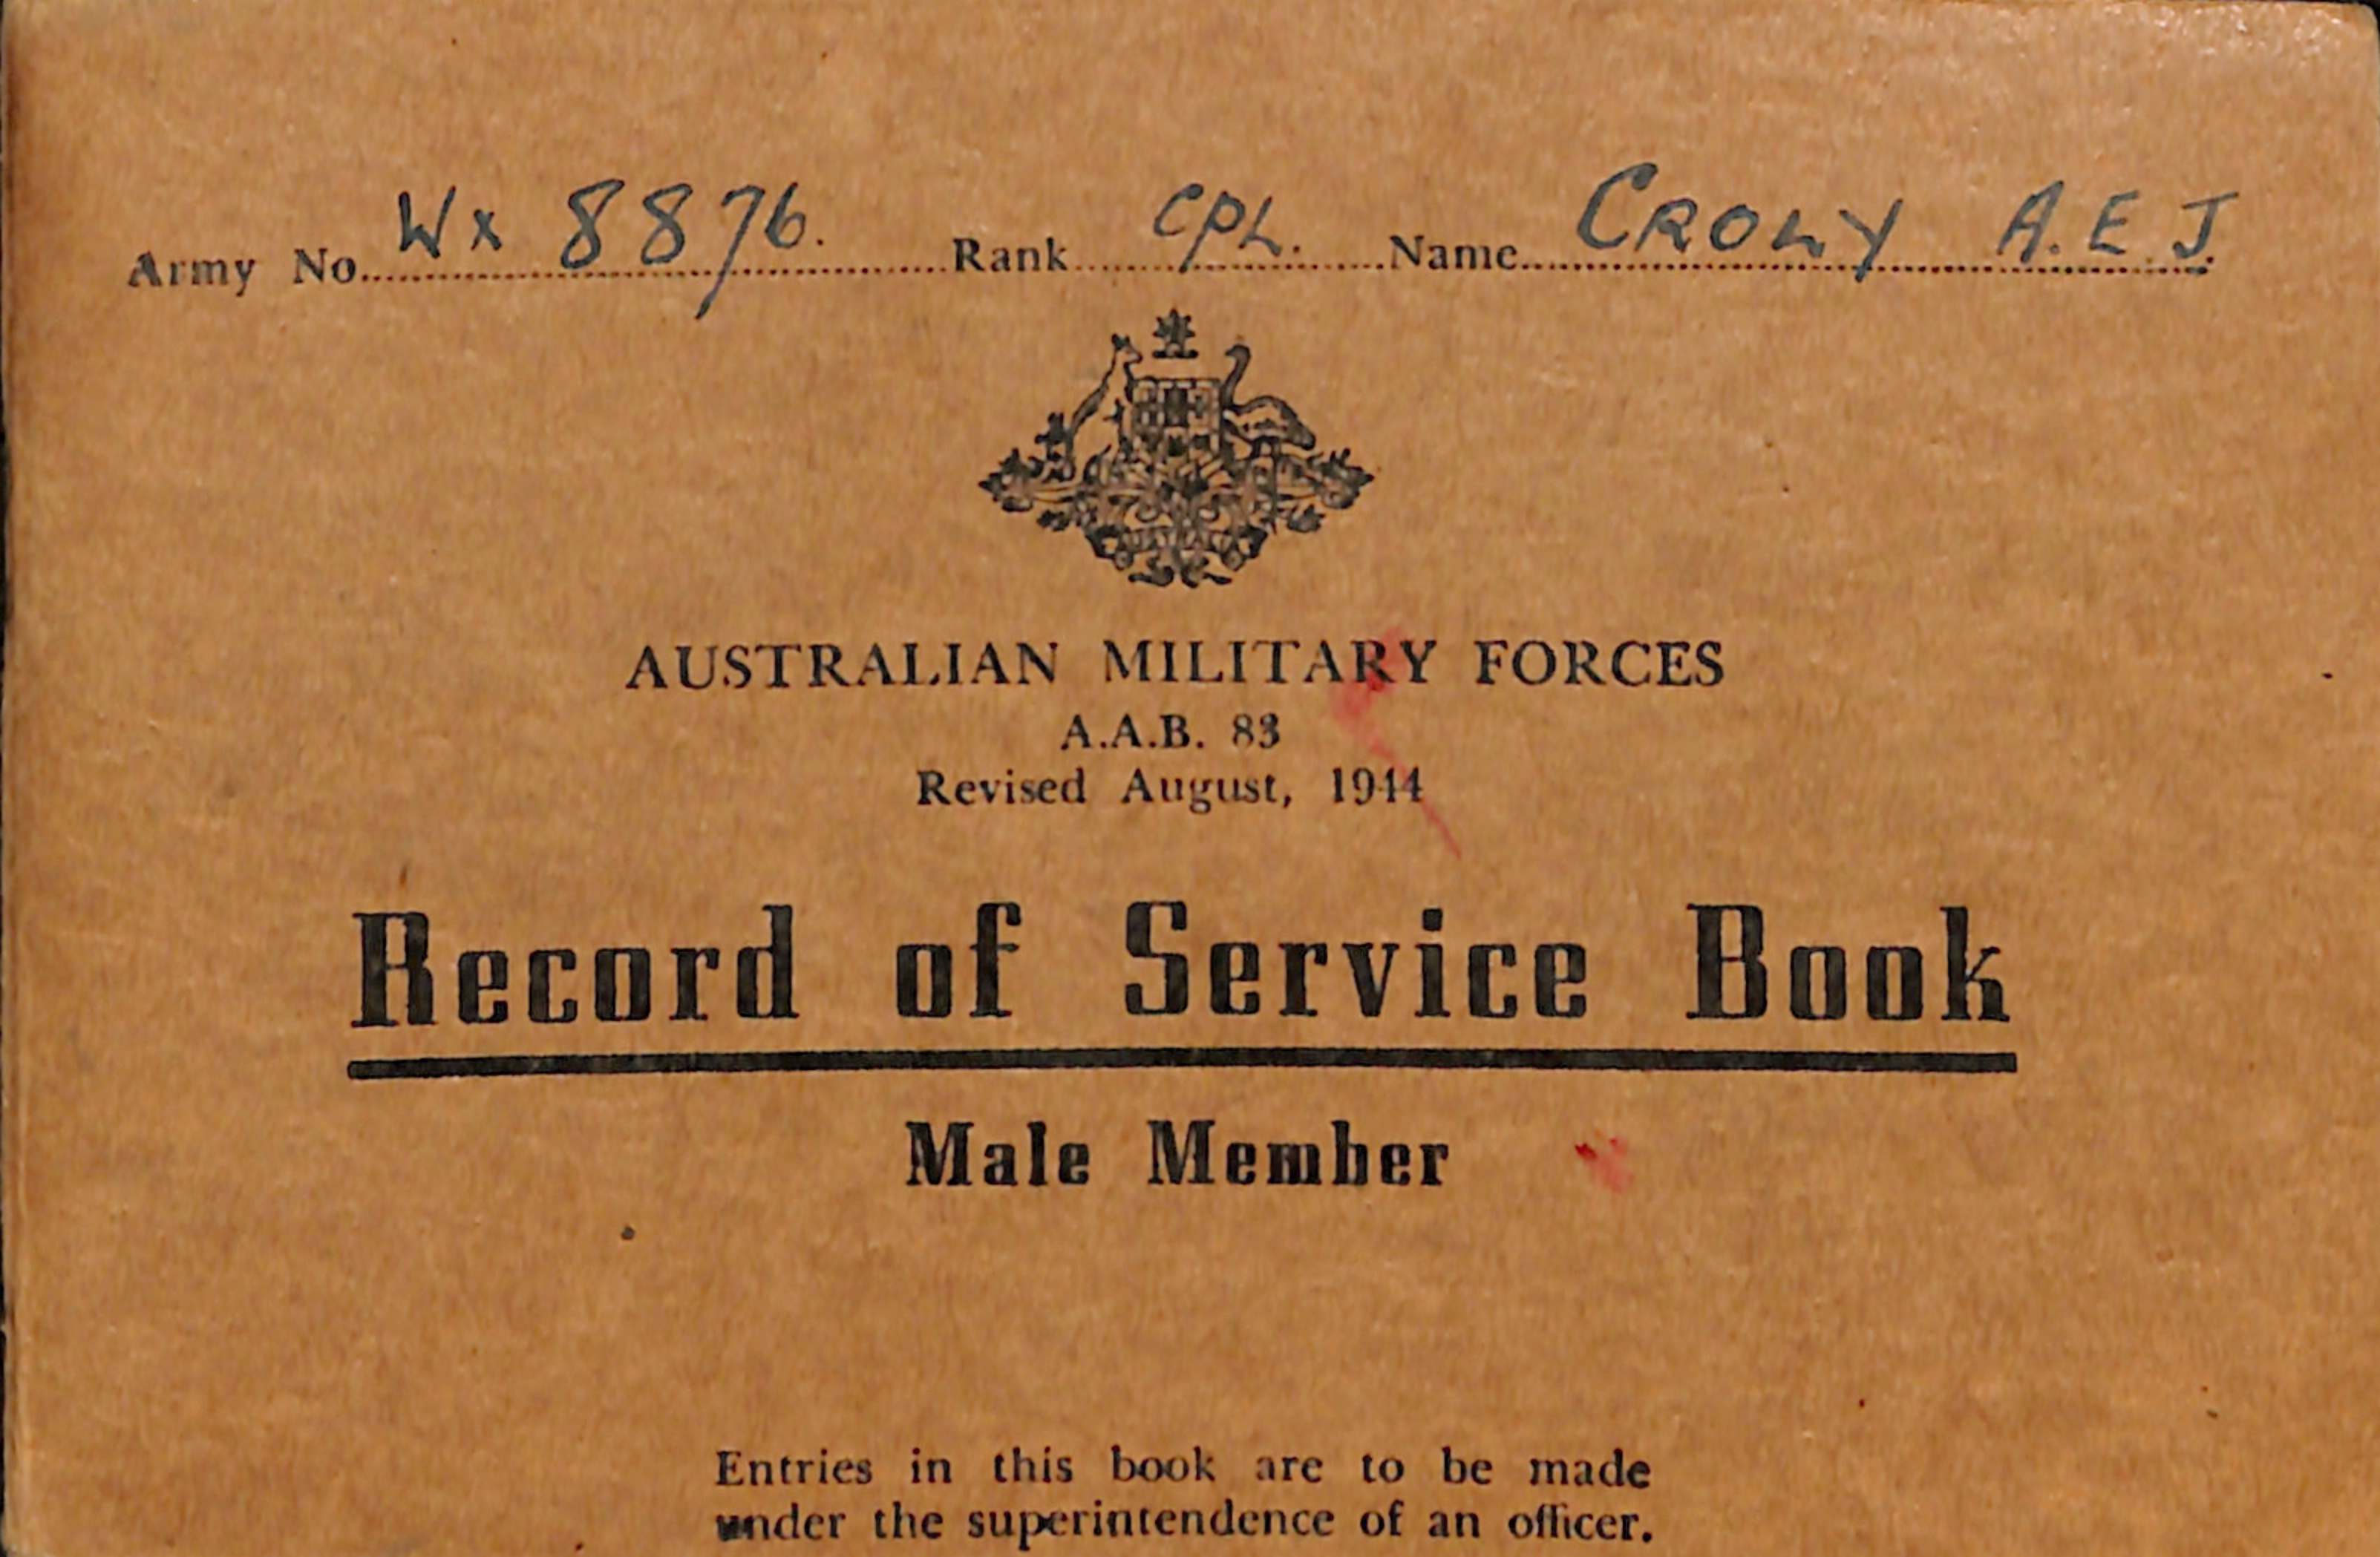 Army No. Wx 8876. Rank CPL. Name CROLY A.E.J.
AUSTRALIAN MILITARY FORCES
A.A.B. 83
Revised August, 1944
Record of Service Book
Male Member
Entries in this book are to be made
under the superintendence of an officer.